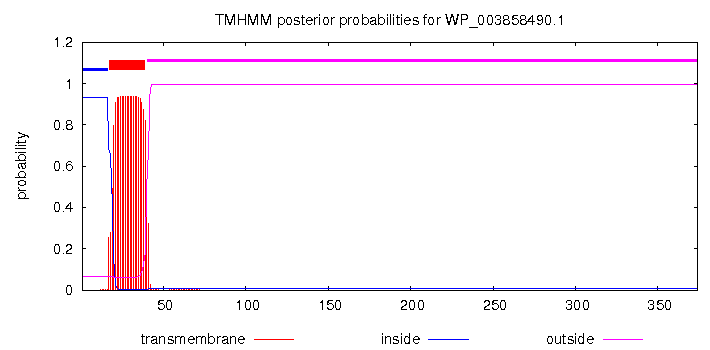 TMHMM posterior probabilities for WP_003858490.1
probability
1.2
1
0.8
0.6
0.4
0.2
0
50 100 150 200 250 300 350
transmembrane inside outside